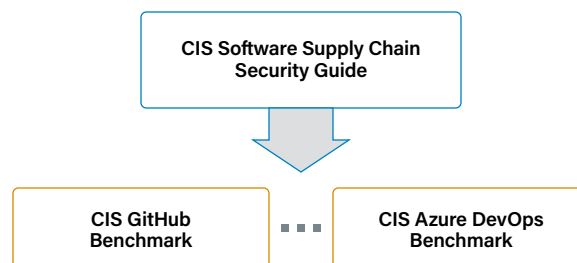 CIS Software Supply Chain
Security Guide
CIS GitHub
Benchmark
CIS Azure DevOps
Benchmark